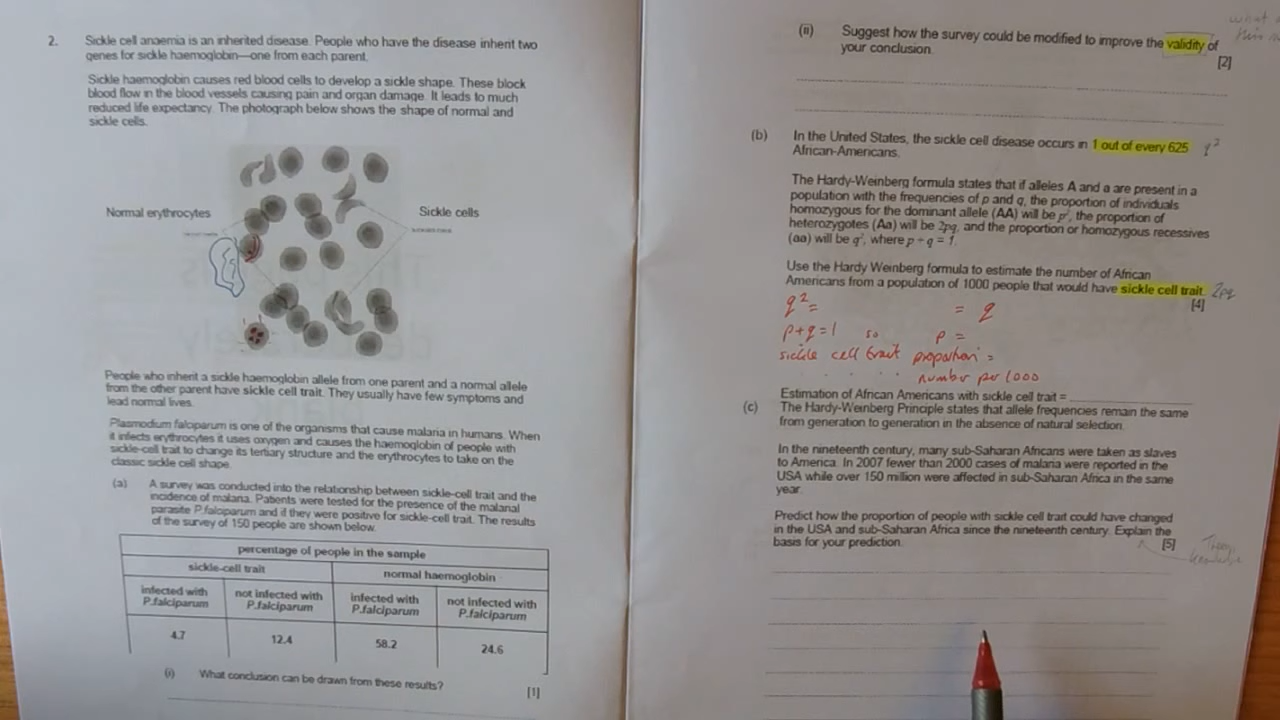 2.
Sickle cell anaemia is an inherited disease. People who have the disease inherit two
genes for sickle haemoglobin—one from each parent.
Sickle haemoglobin causes red blood cells to develop a sickle shape. These block
blood flow in the blood vessels causing pain and organ damage. It leads to much
reduced life expectancy. The photograph below shows the shape of normal and
sickle cells.
Normal erythrocytes
Sickle cells
People who inherit a sickle haemoglobin allele from one parent and a normal allele
from the other parent have sickle cell trait. They usually have few symptoms and
lead normal lives.
Plasmodium falciparum is one of the organisms that cause malaria in humans. When
it infects erythrocytes it uses oxygen and causes the haemoglobin of people with
sickle-cell trait to change its tertiary structure and the erythrocytes to take on the
classic sickle cell shape.
(a) A survey was conducted into the relationship between sickle-cell trait and the
incidence of malaria. Patients were tested for the presence of the malarial
parasite P.falciparum and if they were positive for sickle-cell trait. The results
of the survey of 150 people are shown below.
percentage of people in the sample
sickle-cell trait normal haemoglobin
infected with P.falciparum not infected with P.falciparum infected with P.falciparum not infected with P.falciparum
4.7 12.4 58.2 24.6
(i) What conclusion can be drawn from these results?
[1]
what
this
(ii) Suggest how the survey could be modified to improve the validity of
your conclusion.
[2]
(b) In the United States, the sickle cell disease occurs in 1 out of every 625 q²
African-Americans.
The Hardy-Weinberg formula states that if alleles A and a are present in a
population with the frequencies of p and q, the proportion of individuals
homozygous for the dominant allele (AA) will be p², the proportion of
heterozygotes (Aa) will be 2pq, and the proportion or homozygous recessives
(aa) will be q², where p + q = 1.
Use the Hardy Weinberg formula to estimate the number of African
Americans from a population of 1000 people that would have sickle cell trait. 2pq
[4]
q² = = q
p+q=1 so p =
sickle cell trait proportion =
number per 1000
Estimation of African Americans with sickle cell trait =
(c) The Hardy-Weinberg Principle states that allele frequencies remain the same
from generation to generation in the absence of natural selection.
In the nineteenth century, many sub-Saharan Africans were taken as slaves
to America. In 2007 fewer than 2000 cases of malaria were reported in the
USA while over 150 million were affected in sub-Saharan Africa in the same
year.
Predict how the proportion of people with sickle cell trait could have changed
in the USA and sub-Saharan Africa since the nineteenth century. Explain the
basis for your prediction.
[5]
Theory
knowledge